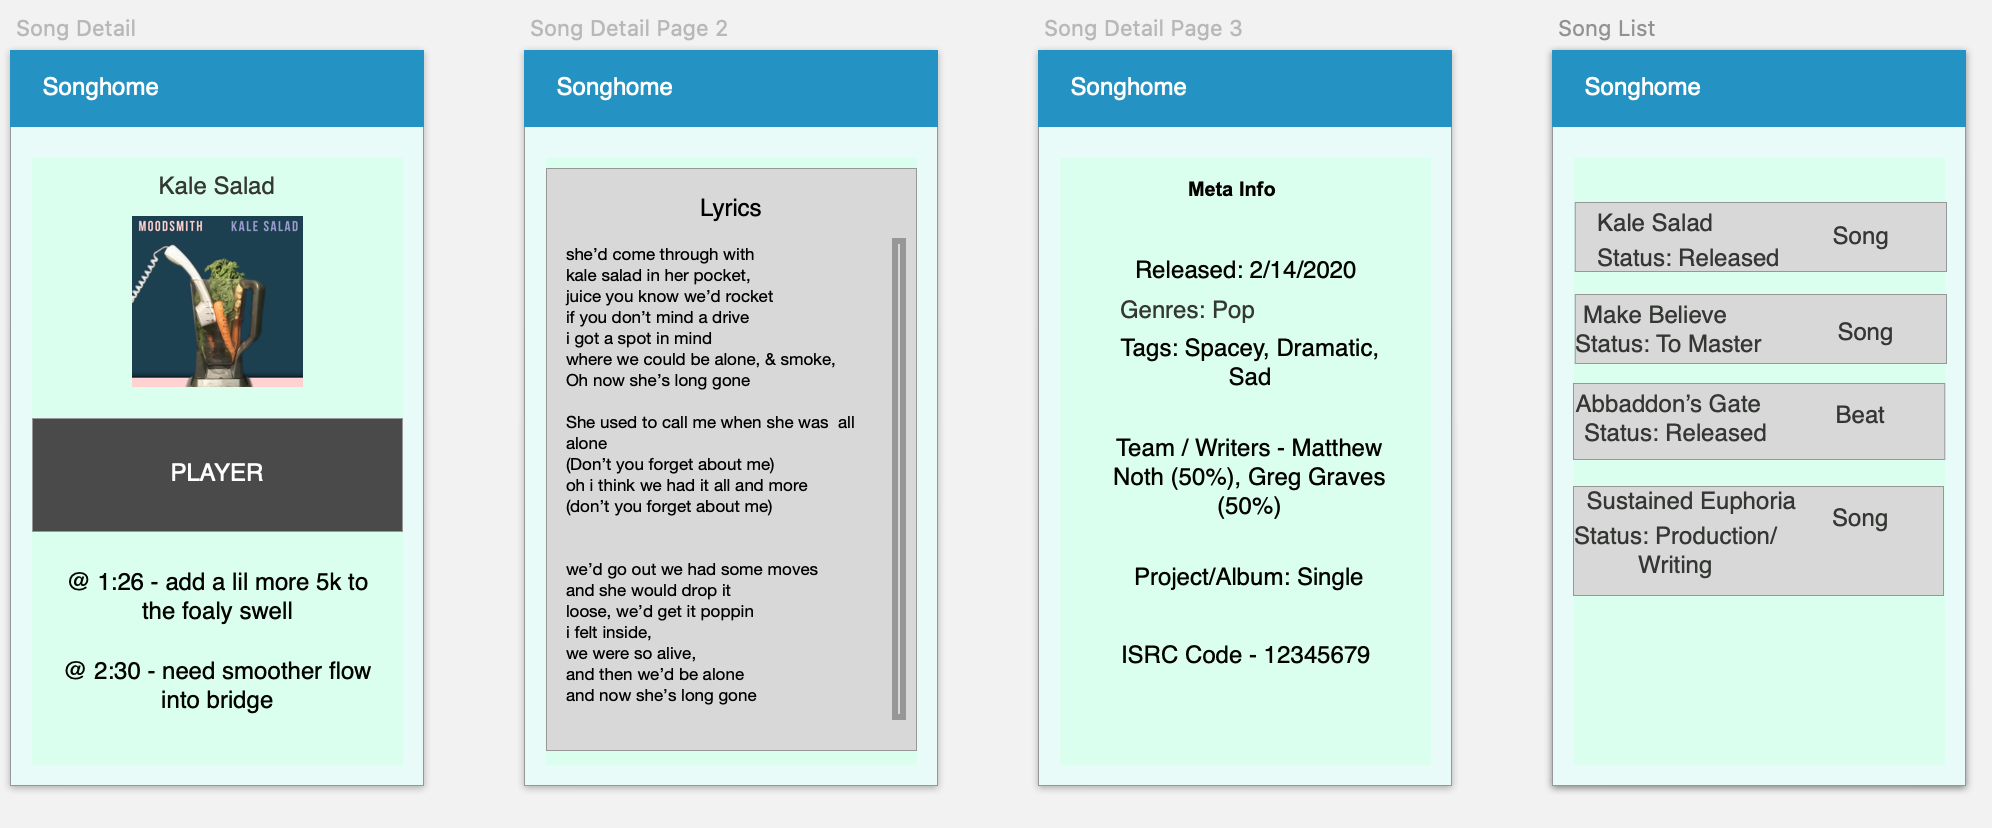 Song Detail
Songhome
Kale Salad
MOODSMITH KALE SALAD
PLAYER
@ 1:26 - add a lil more 5k to
the foaly swell
@ 2:30 - need smoother flow
into bridge
Song Detail Page 2
Songhome
Lyrics
she’d come through with
kale salad in her pocket,
juice you know we’d rocket
if you don’t mind a drive
i got a spot in mind
where we could be alone, & smoke,
Oh now she’s long gone
She used to call me when she was  all
alone
(Don’t you forget about me)
oh i think we had it all and more
(don’t you forget about me)
we’d go out we had some moves
and she would drop it
loose, we’d get it poppin
i felt inside,
we were so alive,
and then we’d be alone
and now she’s long gone
Song Detail Page 3
Songhome
Meta Info
Released: 2/14/2020
Genres: Pop
Tags: Spacey, Dramatic,
Sad
Team / Writers - Matthew
Noth (50%), Greg Graves
(50%)
Project/Album: Single
ISRC Code - 12345679
Song List
Songhome
Kale Salad
Song
Status: Released
Make Believe
Song
Status: To Master
Abbaddon’s Gate
Beat
Status: Released
Sustained Euphoria
Song
Status: Production/
Writing